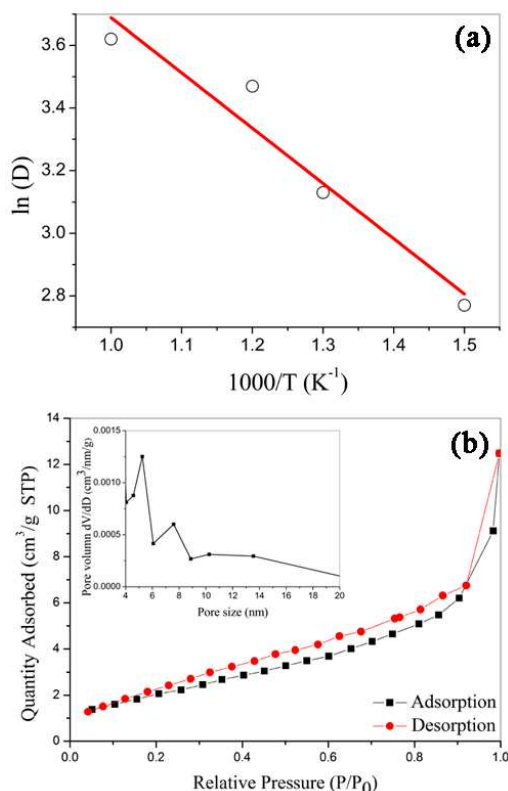 (a)
ln (D)
3.6
3.2
2.8
1.0 1.1 1.2 1.3 1.4 1.5
1000/T (K⁻¹)
(b)
Quantity Adsorbed (cm³/g STP)
14
12
10
8
6
4
2
0
Pore volumn dV/dD (cm³/nm/g)
0.0015
0.0010
0.0005
0.0000
4 6 8 10 12 14 16 18 20
Pore size (nm)
Adsorption
Desorption
0.0 0.2 0.4 0.6 0.8 1.0
Relative Pressure (P/P₀)